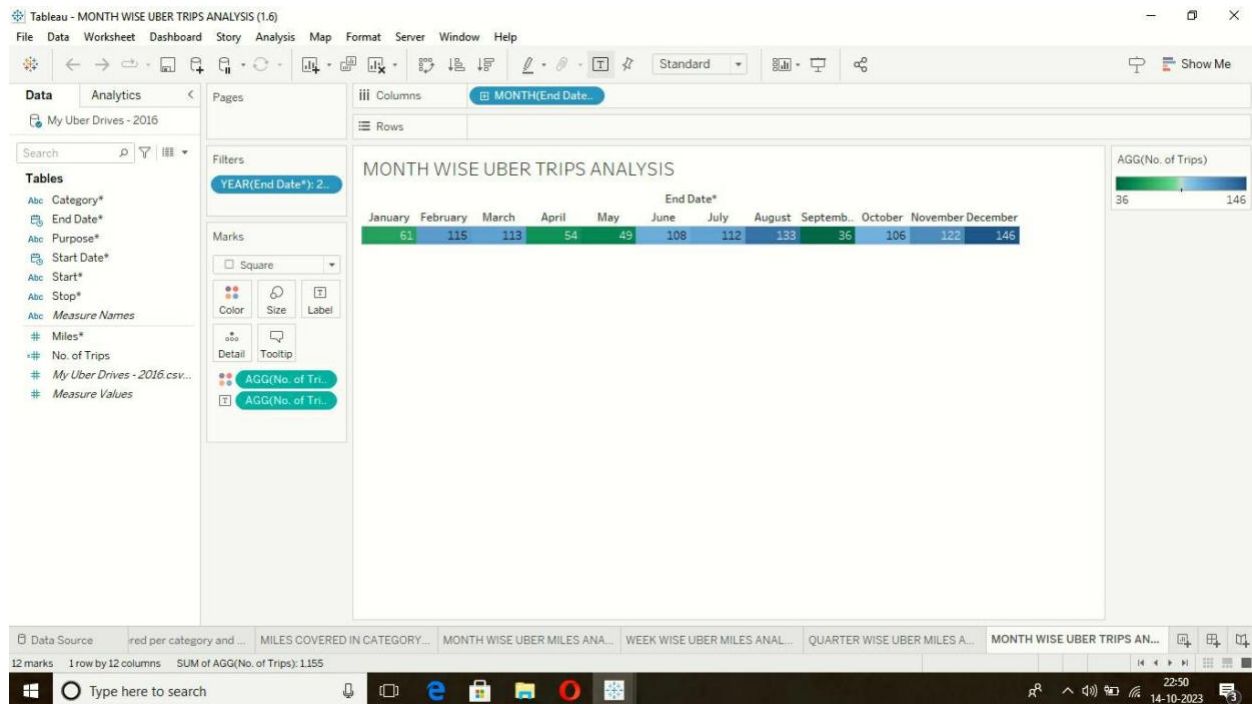 Tableau - MONTH WISE UBER TRIPS ANALYSIS (1.6)
File Data Worksheet Dashboard Story Analysis Map Format Server Window Help
Standard Show Me
Data Analytics
My Uber Drives - 2016
Search
Tables
Abc Category*
End Date*
Abc Purpose*
Start Date*
Abc Start*
Abc Stop*
Abc Measure Names
# Miles*
=# No. of Trips
# My Uber Drives - 2016.csv...
# Measure Values
Pages
Filters
YEAR(End Date*): 2..
Marks
Square
Color Size Label
Detail Tooltip
AGG(No. of Tri..
AGG(No. of Tri..
iii Columns MONTH(End Date..
Rows
MONTH WISE UBER TRIPS ANALYSIS
End Date*
January February March April May June July August Septemb.. October November December
61 115 113 54 49 108 112 133 36 106 122 146
AGG(No. of Trips)
36 146
Data Source red per category and ... MILES COVERED IN CATEGORY... MONTH WISE UBER MILES ANA... WEEK WISE UBER MILES ANAL... QUARTER WISE UBER MILES A... MONTH WISE UBER TRIPS AN...
12 marks 1 row by 12 columns SUM of AGG(No. of Trips): 1,155
Type here to search
22:50
14-10-2023
3